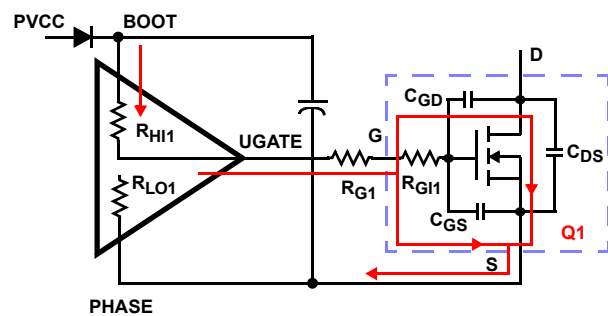 PVCC
BOOT
D
CGD
RHI1
UGATE
G
CDS
RLO1
RG1
RGI1
CGS
Q1
S
PHASE